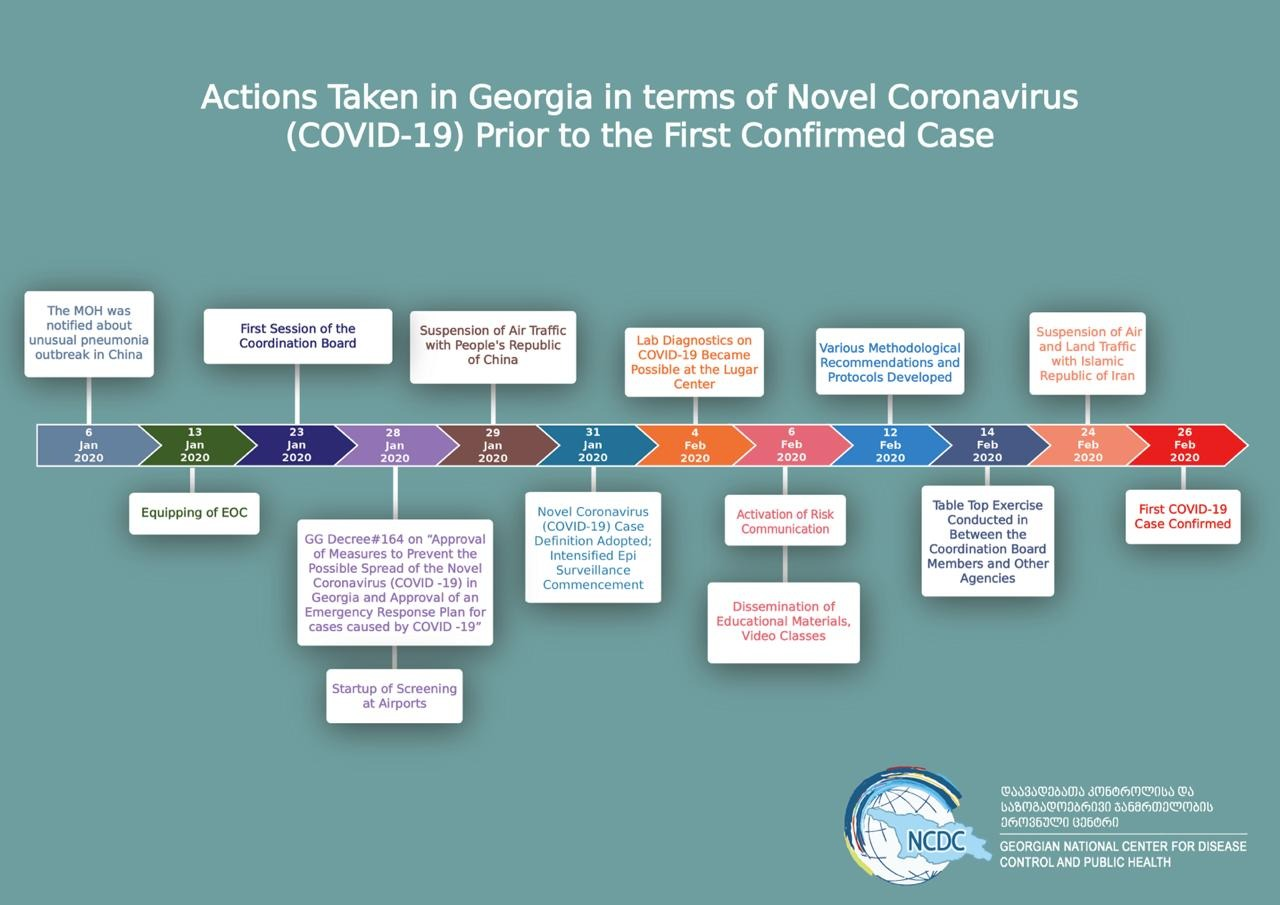 Actions Taken in Georgia in terms of Novel Coronavirus
(COVID-19) Prior to the First Confirmed Case
The MOH was
notified about
unusual pneumonia
outbreak in China
First Session of the
Coordination Board
Suspension of Air Traffic
with People's Republic
of China
Lab Diagnostics on
COVID-19 Became
Possible at the Lugar
Center
Various Methodological
Recommendations and
Protocols Developed
Suspension of Air
and Land Traffic
with Islamic
Republic of Iran
6
Jan
2020
13
Jan
2020
23
Jan
2020
28
Jan
2020
29
Jan
2020
31
Jan
2020
4
Feb
2020
6
Feb
2020
12
Feb
2020
14
Feb
2020
24
Feb
2020
26
Feb
2020
Equipping of EOC
GG Decree#164 on “Approval
of Measures to Prevent the
Possible Spread of the Novel
Coronavirus (COVID -19) in
Georgia and Approval of an
Emergency Response Plan for
cases caused by COVID -19”
Startup of Screening
at Airports
Novel Coronavirus
(COVID-19) Case
Definition Adopted;
Intensified Epi
Surveillance
Commencement
Activation of Risk
Communication
Dissemination of
Educational Materials,
Video Classes
Table Top Exercise
Conducted in
Between the
Coordination Board
Members and Other
Agencies
First COVID-19
Case Confirmed
NCDC
დაავადებათა კონტროლისა და
საზოგადოებრივი ჯანმრთელობის
ეროვნული ცენტრი
GEORGIAN NATIONAL CENTER FOR DISEASE
CONTROL AND PUBLIC HEALTH